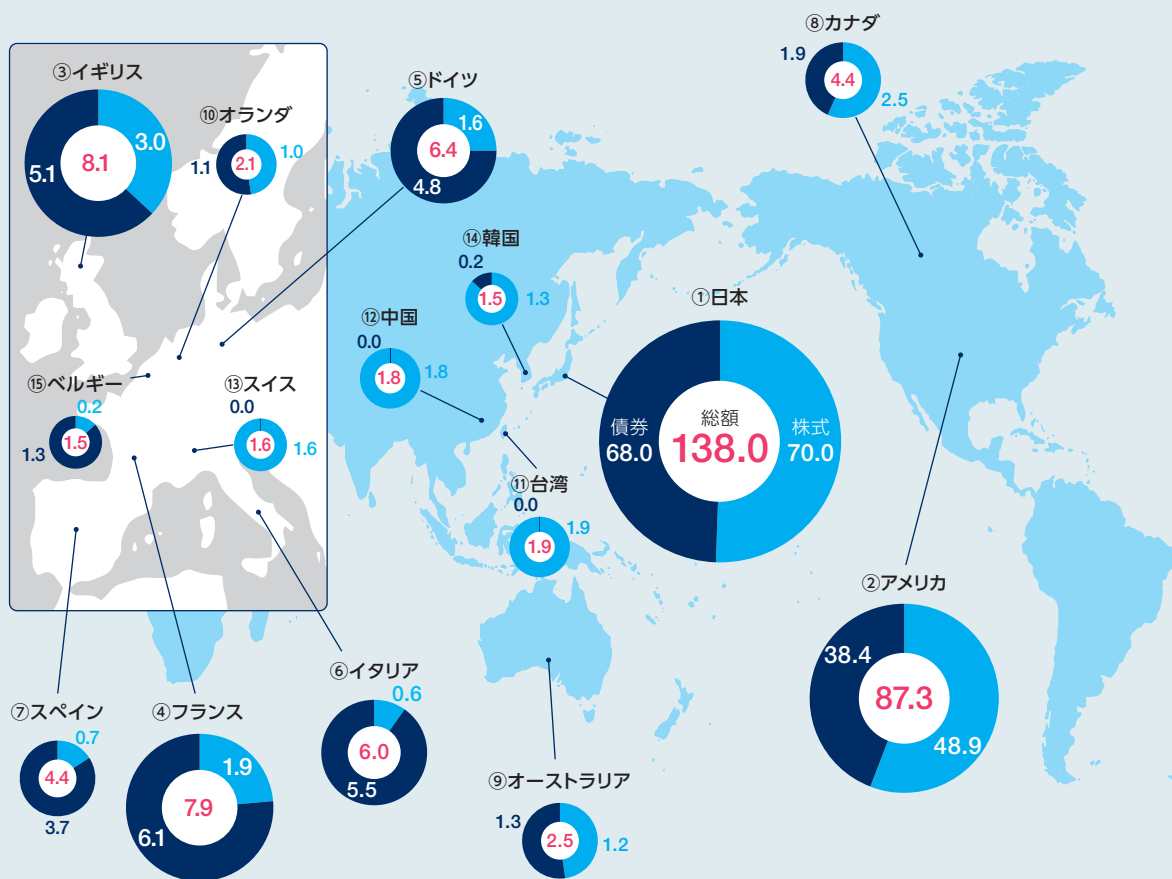 ⑧カナダ
1.9
4.4
2.5
③イギリス
5.1
8.1
3.0
⑩オランダ
1.1
2.1
1.0
⑤ドイツ
1.6
6.4
4.8
⑭韓国
0.2
1.5
1.3
①日本
債券
68.0
総額
138.0
株式
70.0
⑫中国
0.0
1.8
1.8
⑮ベルギー
0.2
1.5
1.3
⑬スイス
0.0
1.6
1.6
⑪台湾
0.0
1.9
1.9
②アメリカ
38.4
87.3
48.9
⑥イタリア
0.6
6.0
5.5
⑦スペイン
0.7
4.4
3.7
④フランス
1.9
7.9
6.1
⑨オーストラリア
1.3
2.5
1.2